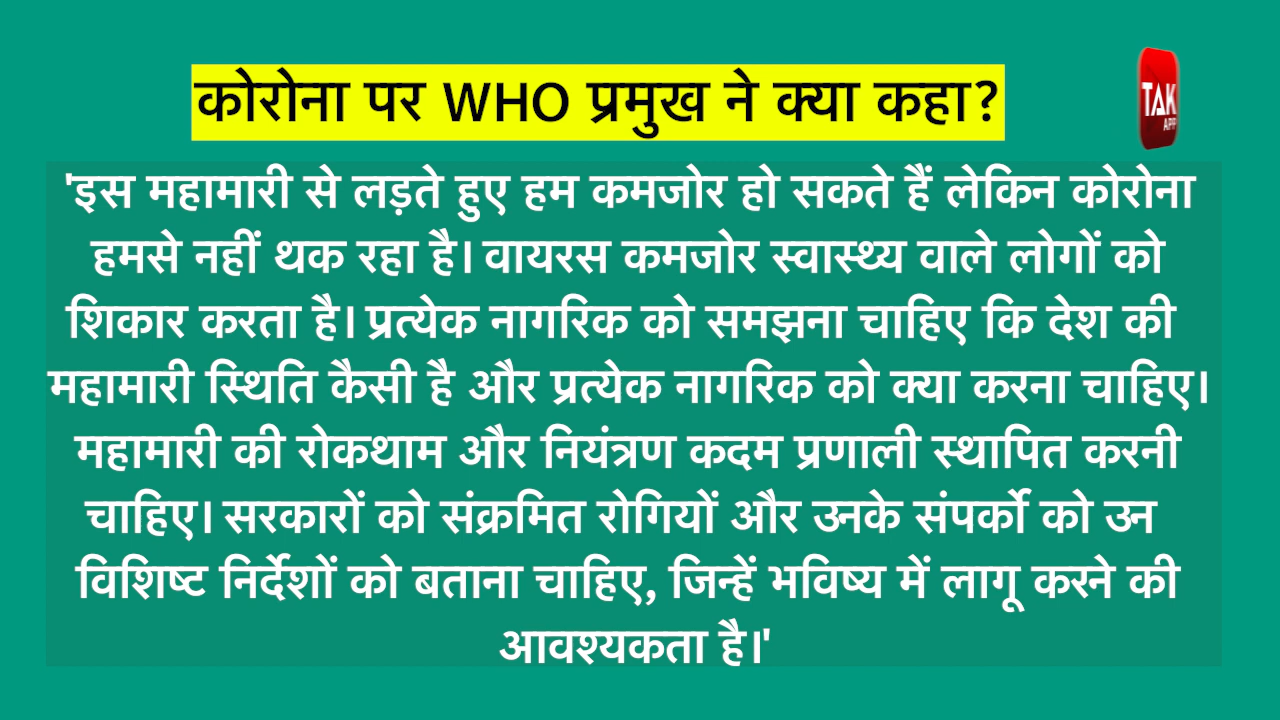 कोरोना पर WHO प्रमुख ने क्या कहा?
TAK
APP
'इस महामारी से लड़ते हुए हम कमजोर हो सकते हैं लेकिन कोरोना
हमसे नहीं थक रहा है। वायरस कमजोर स्वास्थ्य वाले लोगों को
शिकार करता है। प्रत्येक नागरिक को समझना चाहिए कि देश की
महामारी स्थिति कैसी है और प्रत्येक नागरिक को क्या करना चाहिए।
महामारी की रोकथाम और नियंत्रण कदम प्रणाली स्थापित करनी
चाहिए। सरकारों को संक्रमित रोगियों और उनके संपर्कों को उन
विशिष्ट निर्देशों को बताना चाहिए, जिन्हें भविष्य में लागू करने की
आवश्यकता है।'